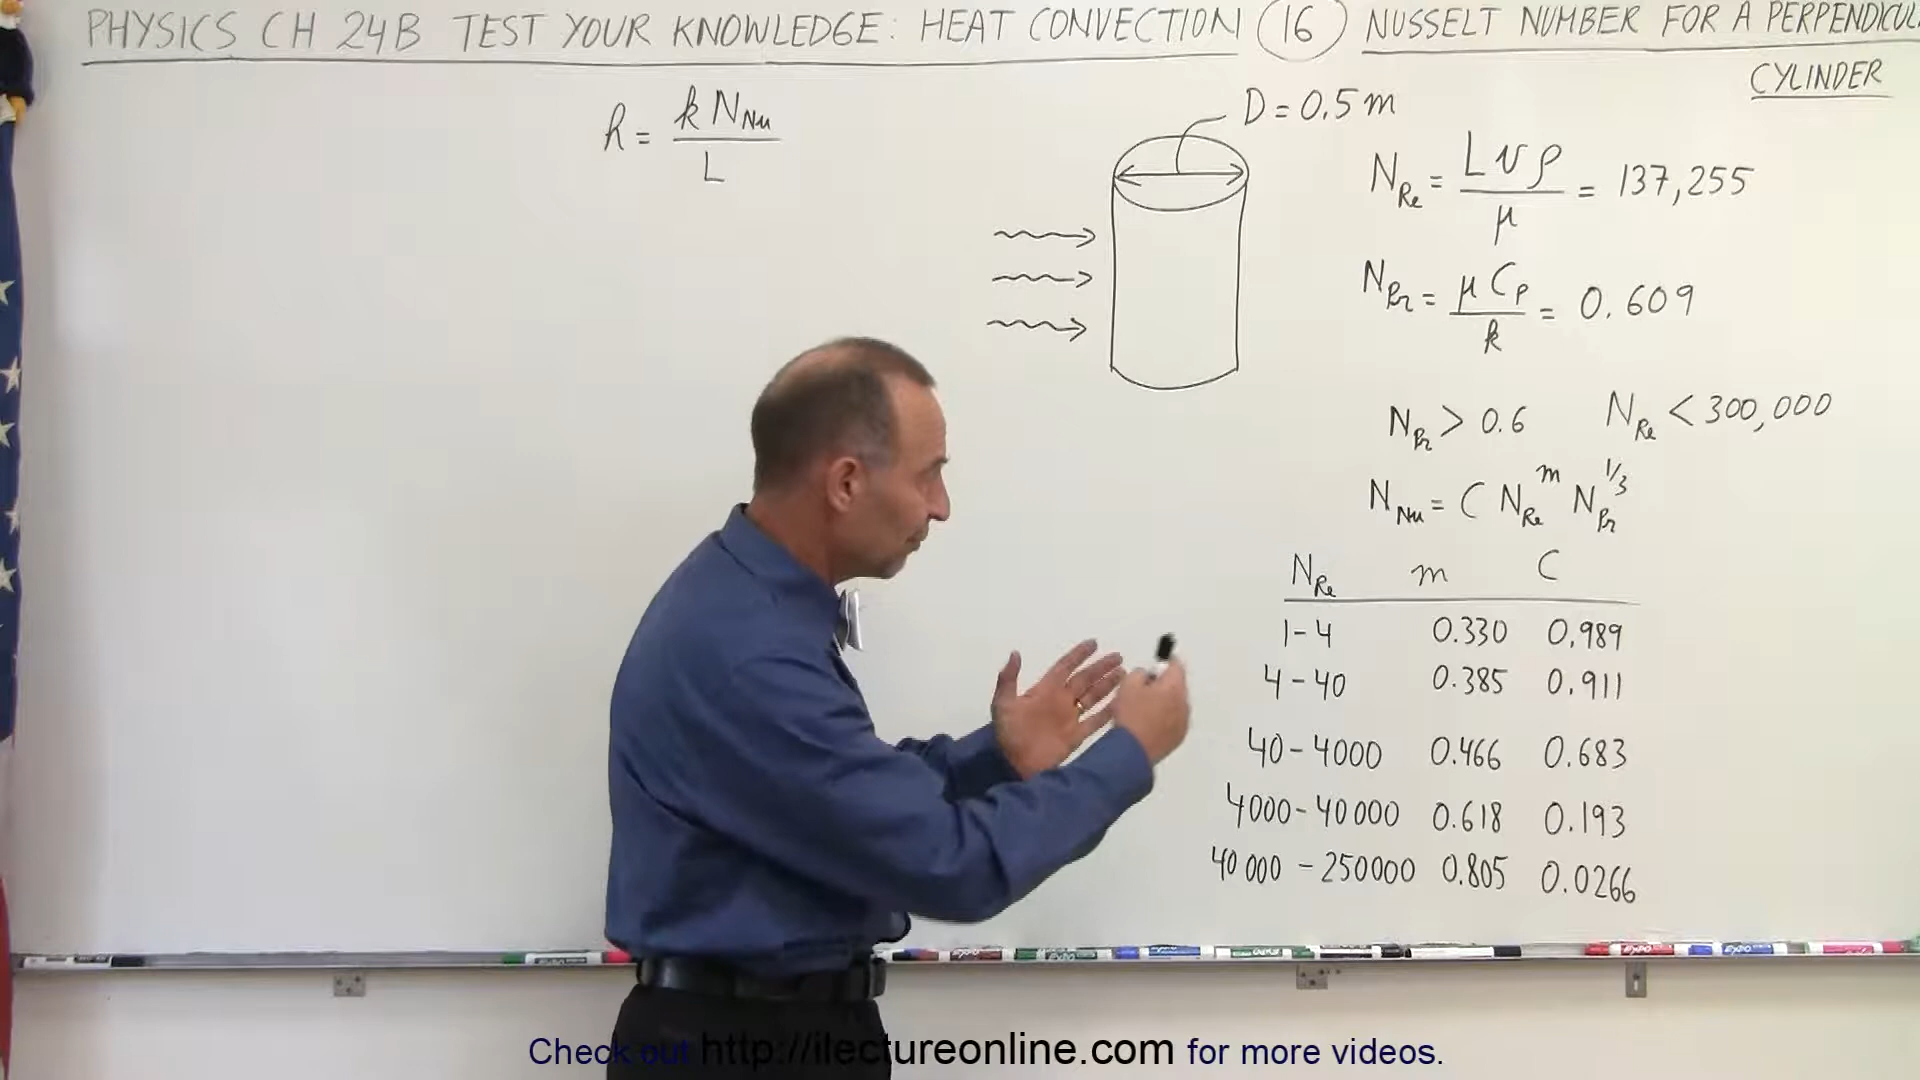 PHYSICS CH 24B TEST YOUR KNOWLEDGE: HEAT CONVECTION 16 NUSSELT NUMBER FOR A PERPENDICUL
CYLINDER
h = k N_Nu / L
D = 0.5 m
N_Re = L v ρ / μ = 137,255
N_Pr = μ C_p / k = 0.609
N_Pr > 0.6 N_Re < 300,000
N_Nu = C N_Re^m N_Pr^1/3
N_Re m C
1-4 0.330 0.989
4-40 0.385 0.911
40-4000 0.466 0.683
4000-40000 0.618 0.193
40 000 - 250000 0.805 0.0266
Check out http://ilectureonline.com for more videos.